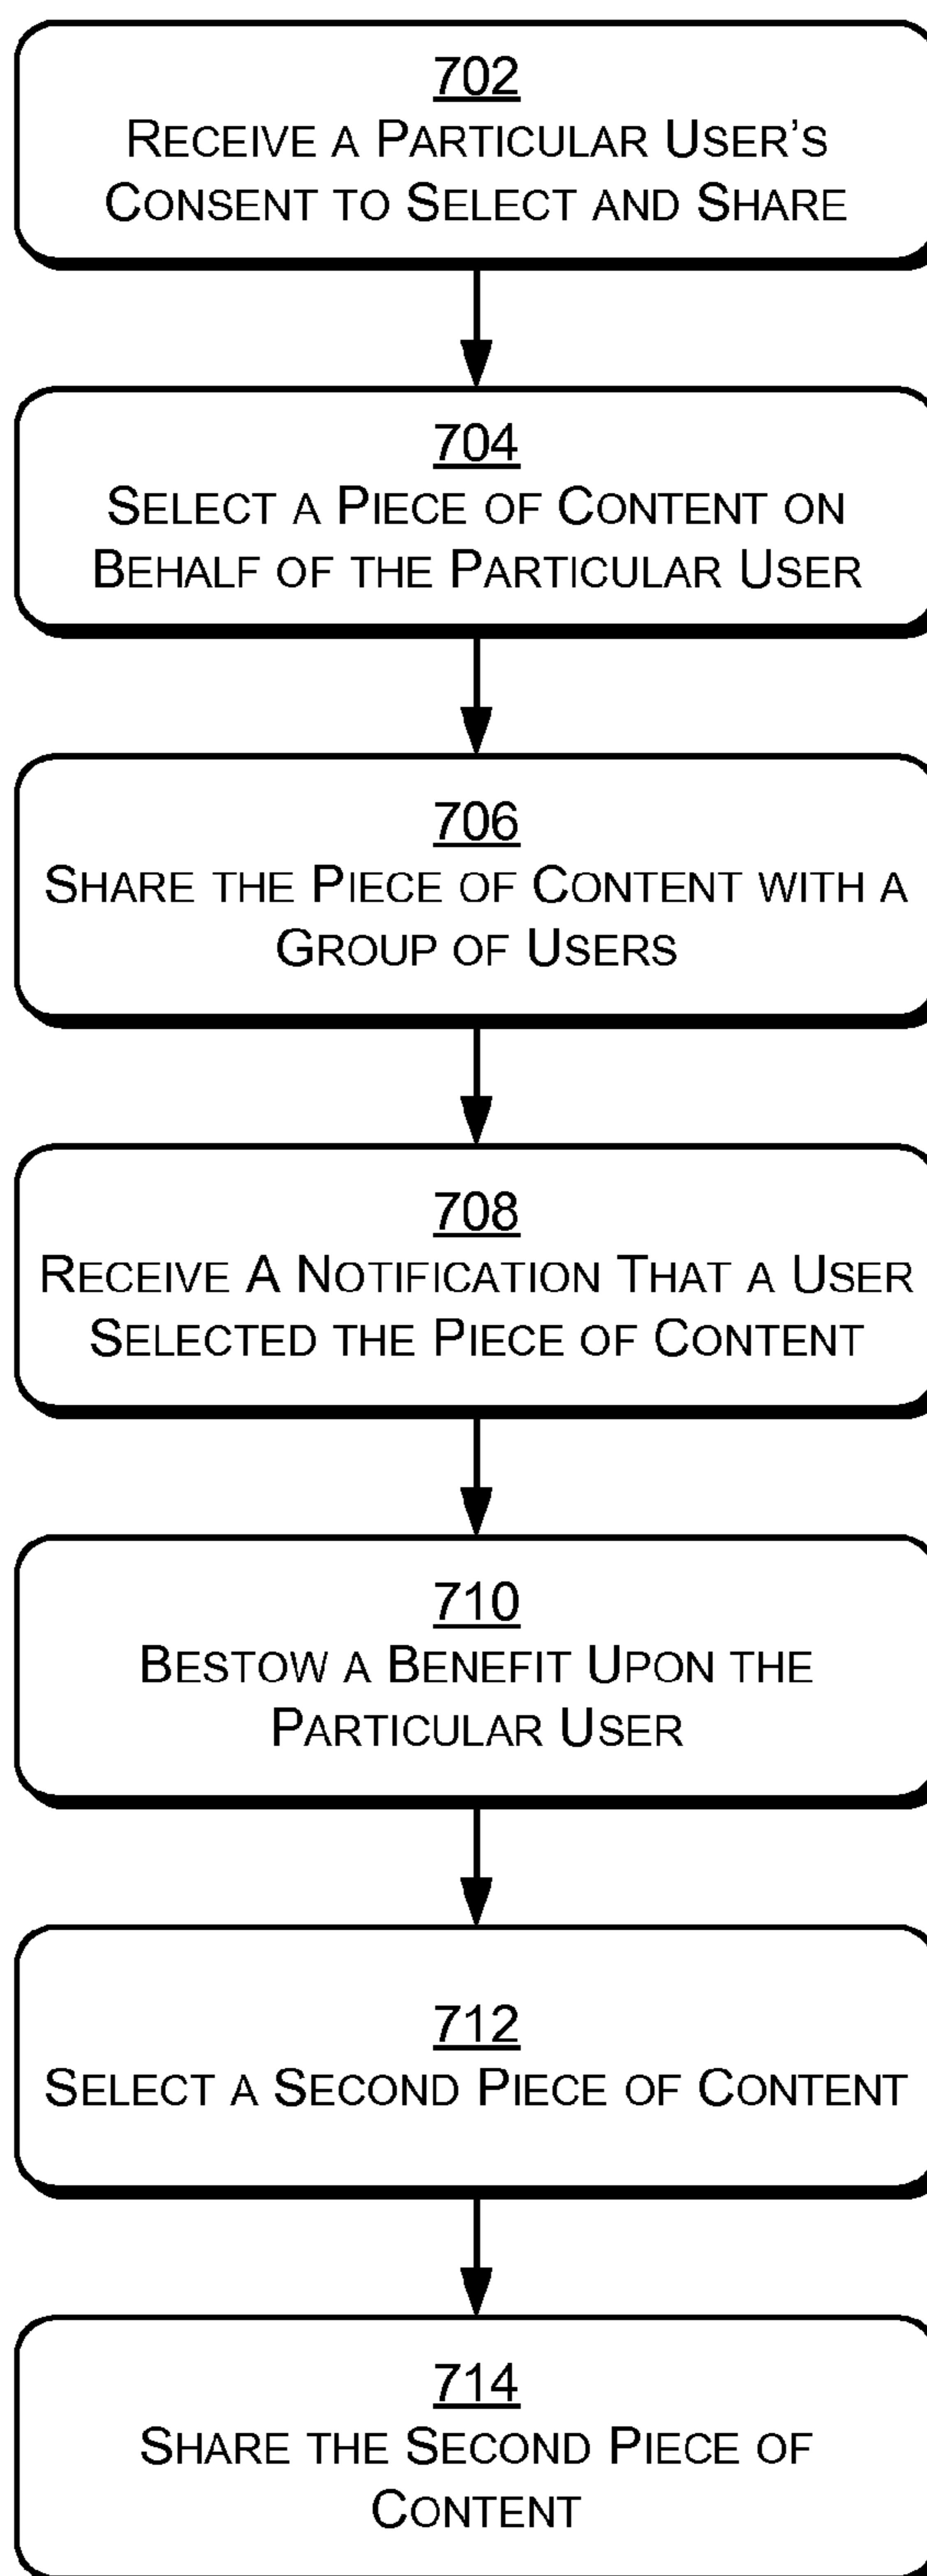 702
RECEIVE A PARTICULAR USER'S
CONSENT TO SELECT AND SHARE
704
SELECT A PIECE OF CONTENT ON
BEHALF OF THE PARTICULAR USER
706
SHARE THE PIECE OF CONTENT WITH A
GROUP OF USERS
708
RECEIVE A NOTIFICATION THAT A USER
SELECTED THE PIECE OF CONTENT
710
BESTOW A BENEFIT UPON THE
PARTICULAR USER
712
SELECT A SECOND PIECE OF CONTENT
714
SHARE THE SECOND PIECE OF
CONTENT